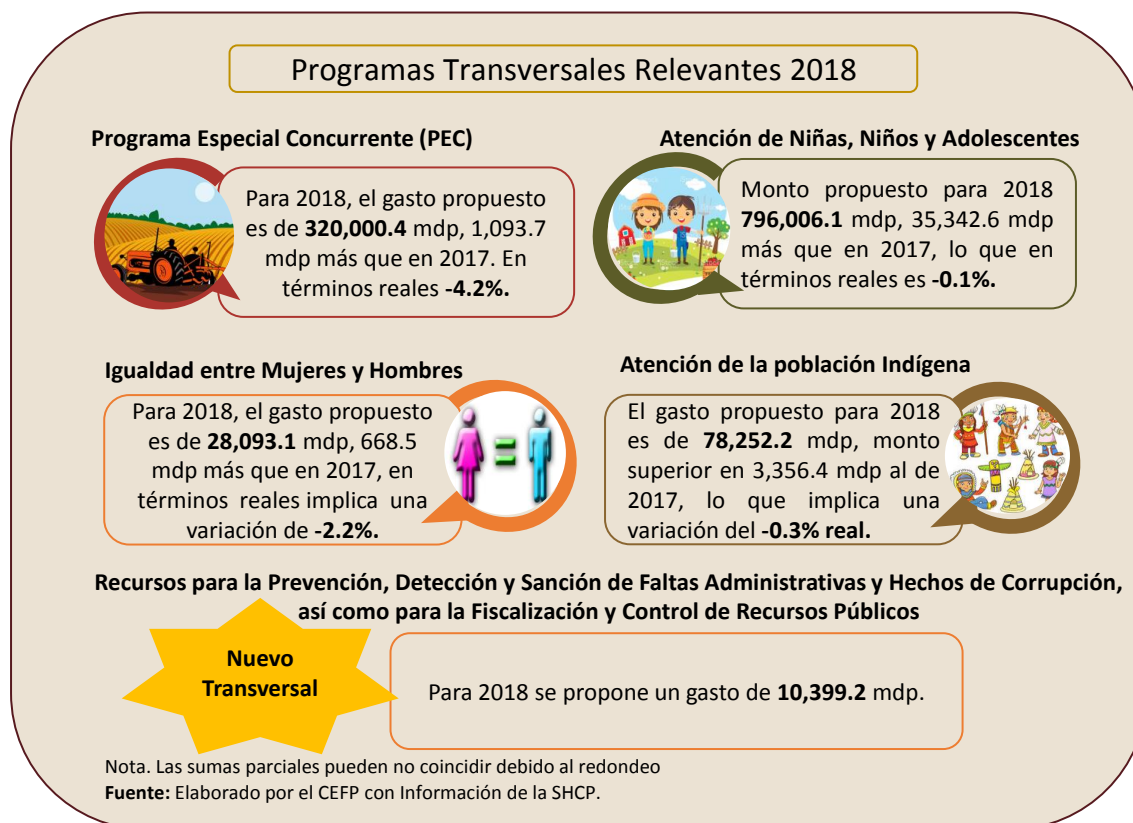 Programas Transversales Relevantes 2018
Programa Especial Concurrente (PEC)
Para 2018, el gasto propuesto
es de 320,000.4 mdp, 1,093.7
mdp más que en 2017. En
términos reales -4.2%.
Atención de Niñas, Niños y Adolescentes
Monto propuesto para 2018
796,006.1 mdp, 35,342.6 mdp
más que en 2017, lo que en
términos reales es -0.1%.
Igualdad entre Mujeres y Hombres
Para 2018, el gasto propuesto
es de 28,093.1 mdp, 668.5
mdp más que en 2017, en
términos reales implica una
variación de -2.2%.
Atención de la población Indígena
El gasto propuesto para 2018
es de 78,252.2 mdp, monto
superior en 3,356.4 mdp al de
2017, lo que implica una
variación del -0.3% real.
Recursos para la Prevención, Detección y Sanción de Faltas Administrativas y Hechos de Corrupción,
así como para la Fiscalización y Control de Recursos Públicos
Nuevo
Transversal
Para 2018 se propone un gasto de 10,399.2 mdp.
Nota. Las sumas parciales pueden no coincidir debido al redondeo
Fuente: Elaborado por el CEFP con Información de la SHCP.